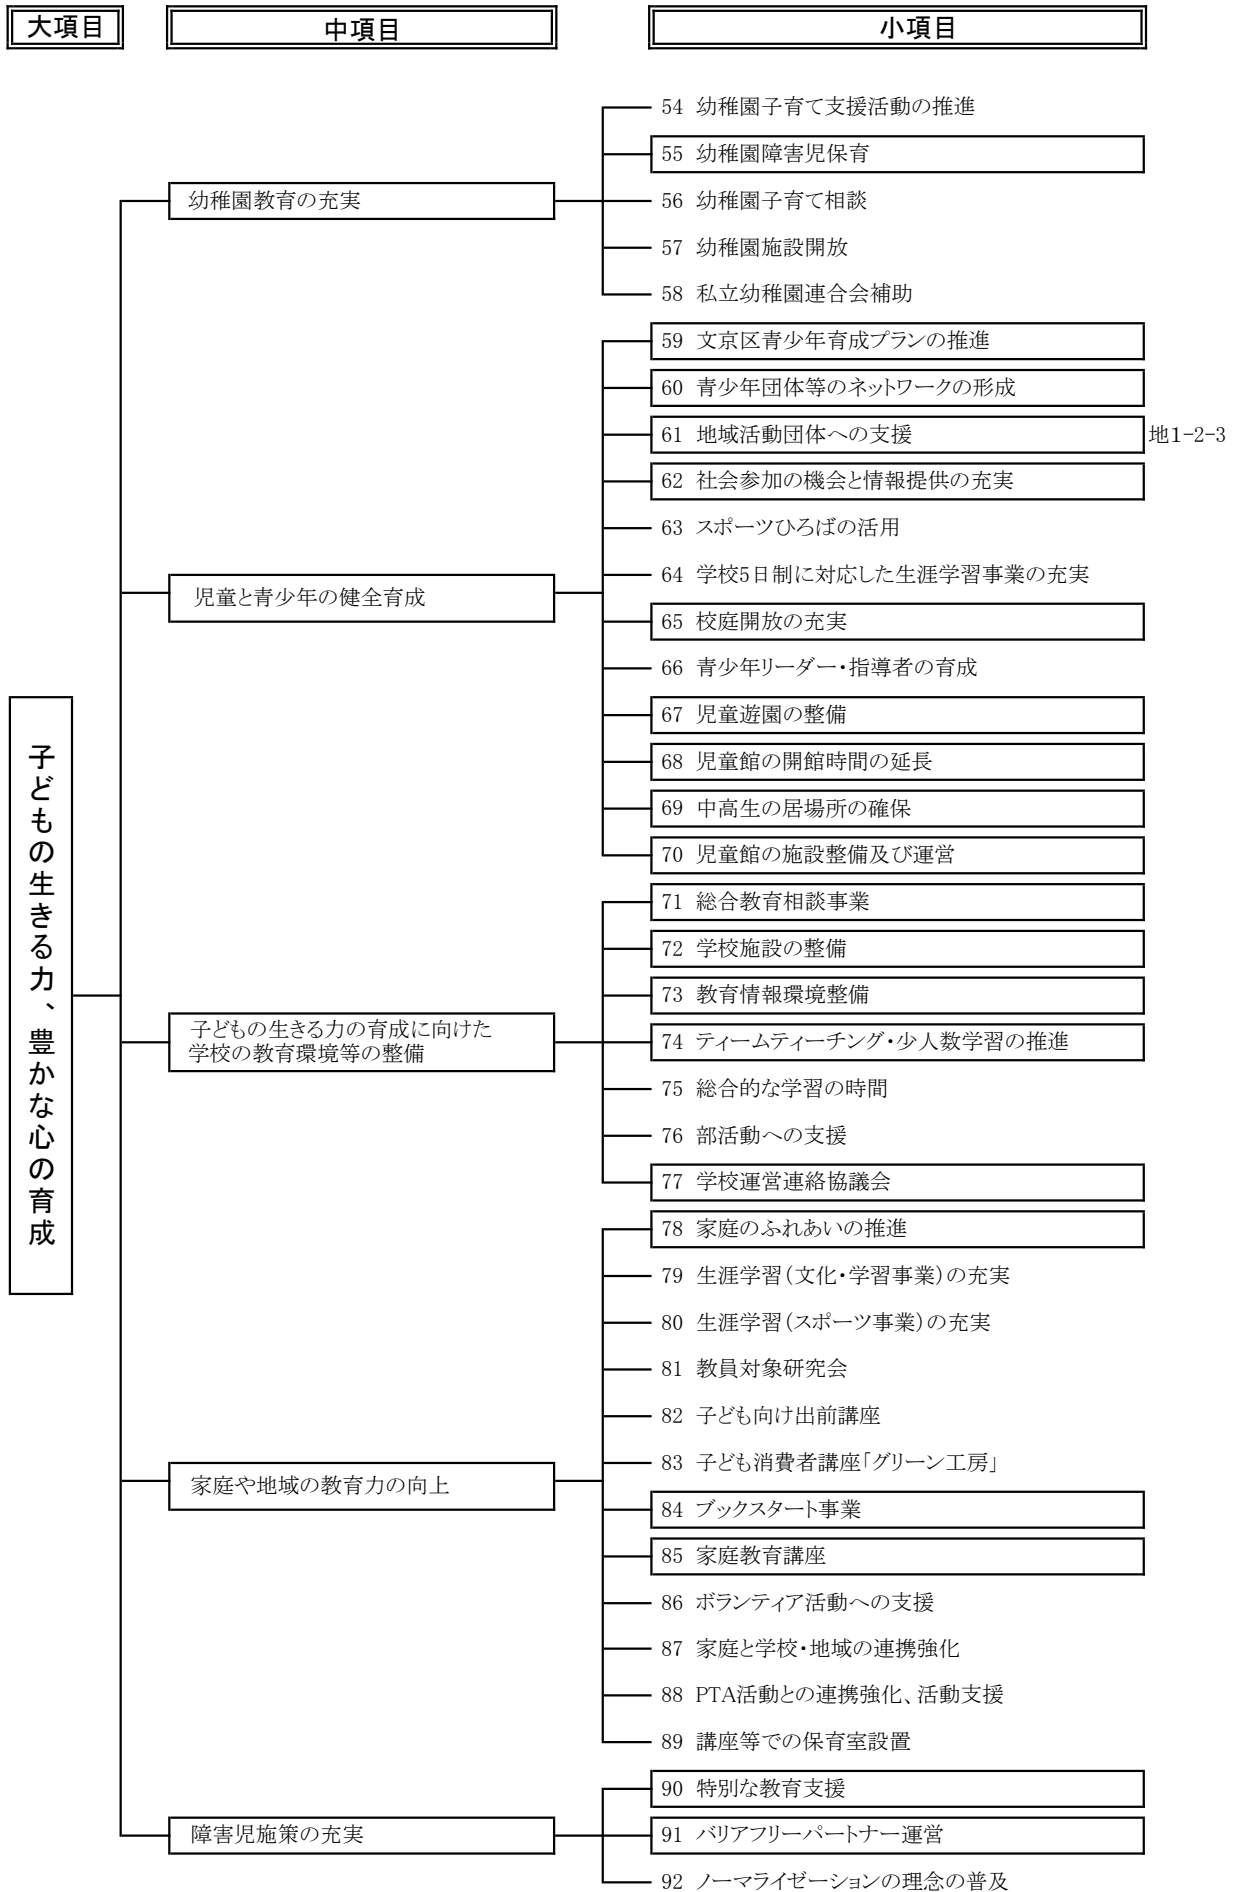 大項目
中項目
小項目
子どもの生きる力、豊かな心の育成
幼稚園教育の充実
54 幼稚園子育て支援活動の推進
55 幼稚園障害児保育
56 幼稚園子育て相談
57 幼稚園施設開放
58 私立幼稚園連合会補助
児童と青少年の健全育成
59 文京区青少年育成プランの推進
60 青少年団体等のネットワークの形成
61 地域活動団体への支援
地1-2-3
62 社会参加の機会と情報提供の充実
63 スポーツひろばの活用
64 学校5日制に対応した生涯学習事業の充実
65 校庭開放の充実
66 青少年リーダー・指導者の育成
67 児童遊園の整備
68 児童館の開館時間の延長
69 中高生の居場所の確保
70 児童館の施設整備及び運営
子どもの生きる力の育成に向けた
学校の教育環境等の整備
71 総合教育相談事業
72 学校施設の整備
73 教育情報環境整備
74 ティームティーチング・少人数学習の推進
75 総合的な学習の時間
76 部活動への支援
77 学校運営連絡協議会
家庭や地域の教育力の向上
78 家庭のふれあいの推進
79 生涯学習(文化・学習事業)の充実
80 生涯学習(スポーツ事業)の充実
81 教員対象研究会
82 子ども向け出前講座
83 子ども消費者講座「グリーン工房」
84 ブックスタート事業
85 家庭教育講座
86 ボランティア活動への支援
87 家庭と学校・地域の連携強化
88 PTA活動との連携強化、活動支援
89 講座等での保育室設置
障害児施策の充実
90 特別な教育支援
91 バリアフリーパートナー運営
92 ノーマライゼーションの理念の普及